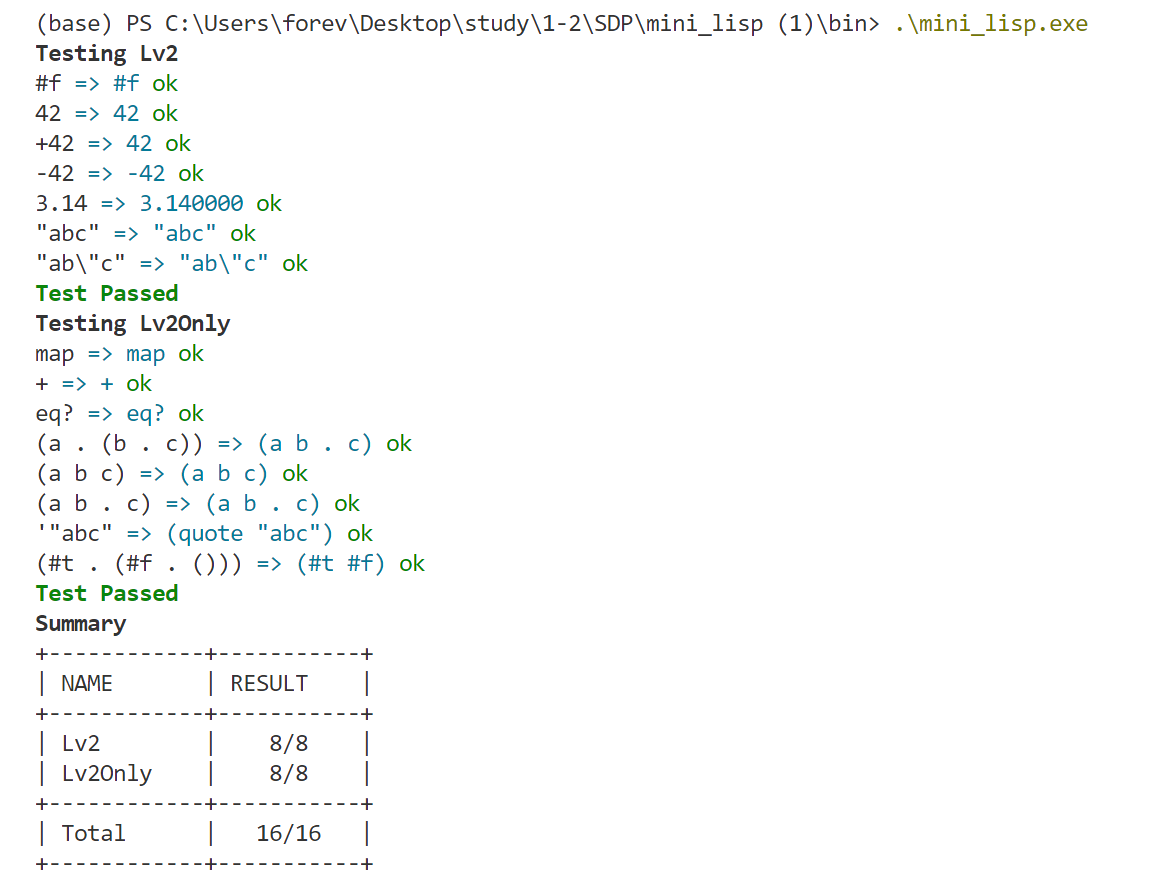 (base) PS C:\Users\forev\Desktop\study\1-2\SDP\mini_lisp (1)\bin> .\mini_lisp.exe
Testing Lv2
#f => #f ok
42 => 42 ok
+42 => 42 ok
-42 => -42 ok
3.14 => 3.140000 ok
"abc" => "abc" ok
"ab\"c" => "ab\"c" ok
Test Passed
Testing Lv2Only
map => map ok
+ => + ok
eq? => eq? ok
(a . (b . c)) => (a b . c) ok
(a b c) => (a b c) ok
(a b . c) => (a b . c) ok
'"abc" => (quote "abc") ok
(#t . (#f . ())) => (#t #f) ok
Test Passed
Summary
+------------+-----------+
| NAME       | RESULT    |
+------------+-----------+
| Lv2        |    8/8    |
| Lv2Only    |    8/8    |
+------------+-----------+
| Total      |   16/16   |
+------------+-----------+